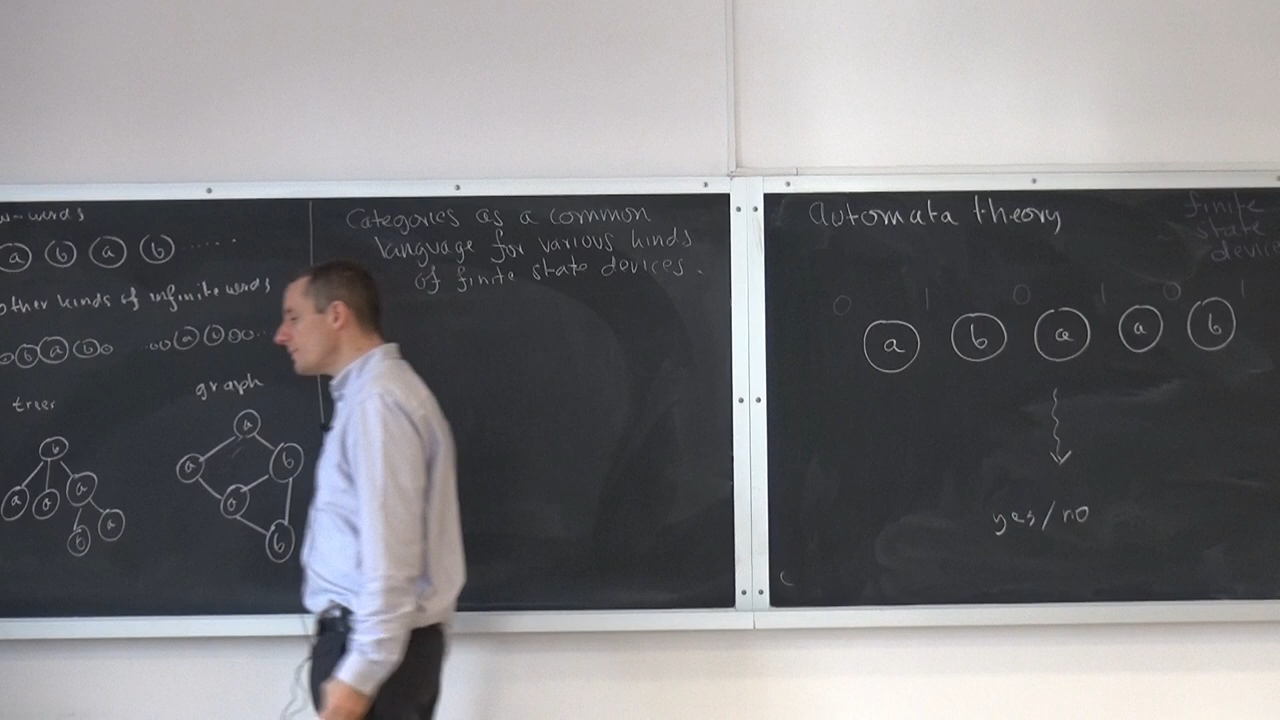 w-words
a b a b ......
other kinds of infinite words
o b a b o
o o a b o o ..
trees
graph
b
a a a
b a
a
a b
a
b
Categories as a common
language for various kinds
of finite state devices.
automata theory
finite
state
device
0 1 0 1 0 1
a b a a b
yes/no